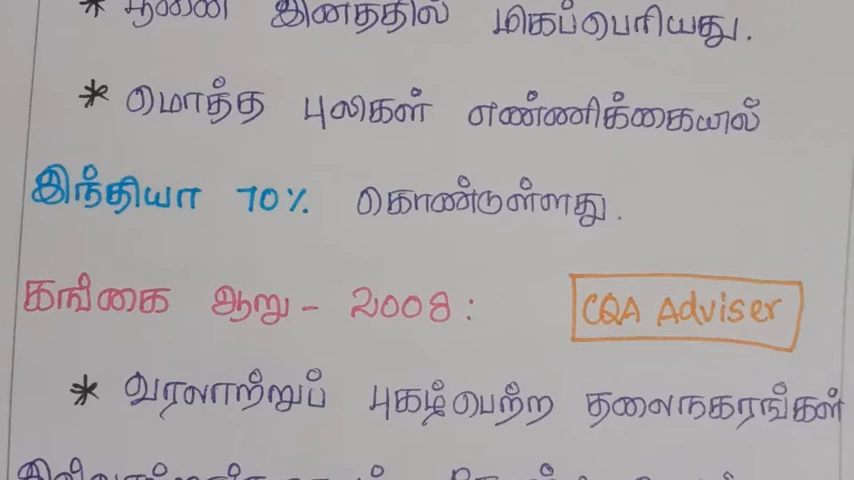 * பூனை இனத்தில் மிகப்பெரியது.
* மொத்த புலிகள் எண்ணிக்கையில்
இந்தியா 70% கொண்டுள்ளது.
கங்கை ஆறு - 2008: CQA Adviser
* வரலாற்றுப் புகழ்பெற்ற தலைநகரங்கள்